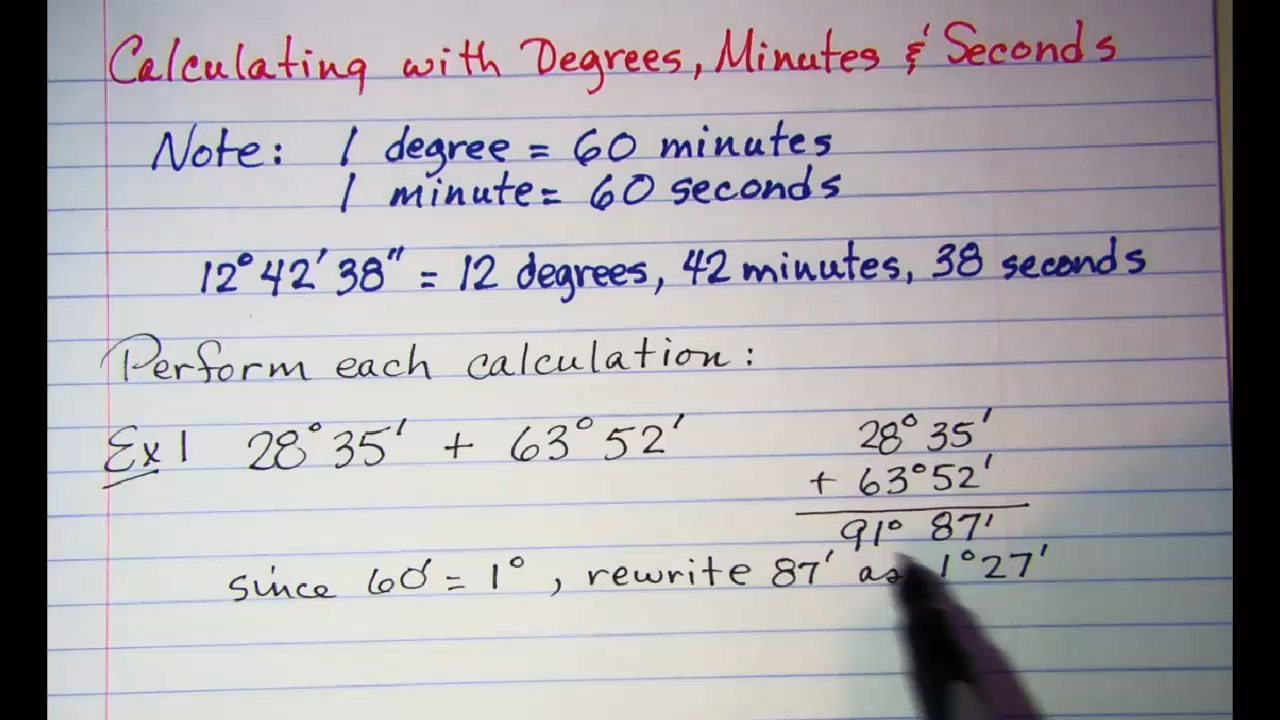 Calculating with Degrees, Minutes & Seconds
Note: 1 degree = 60 minutes
1 minute = 60 seconds
12° 42' 38" = 12 degrees, 42 minutes, 38 seconds
Perform each calculation:
Ex 1 28° 35' + 63° 52'
28° 35'
+ 63° 52'
91° 87'
since 60' = 1°, rewrite 87' as 1° 27'